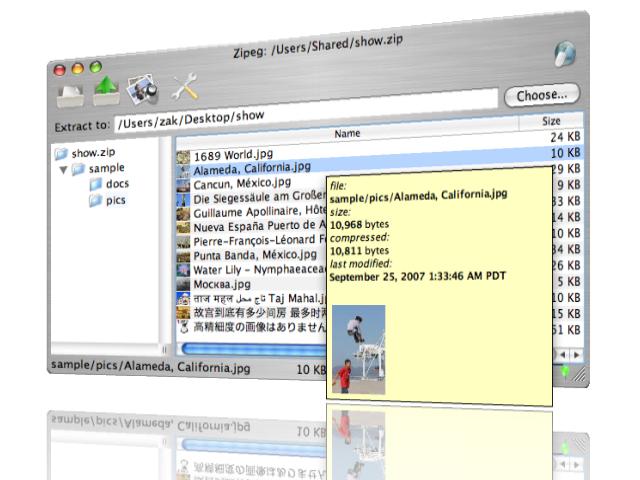 Zipeg: /Users/Shared/show.zip
Extract to: /Users/zak/Desktop/show Choose...
Name Size
show.zip
sample
docs
pics
1689 World.jpg 24 KB
Alameda, California.jpg 10 KB
Cancun, México.jpg 29 KB
Die Siegessäule am Großer
Guillaume Apollinaire, Hôte
Nueva España Puerto de A
Pierre-François-Léonard F
Punta Banda, México.jpg
Water Lily – Nymphaeaceae
Москва.jpg
ताज महल تاج محل Taj Mahal.j
故宫到底有多少间房 最多时两
高精細度の画像はありません
9 KB
33 KB
14 KB
53 KB
34 KB
26 KB
5 KB
18 KB
15 KB
51 KB
file:
sample/pics/Alameda, California.jpg
size:
10,968 bytes
compressed:
10,811 bytes
last modified:
September 25, 2007 1:33:46 AM PDT
sample/pics/Alameda, California.jpg 10 KB